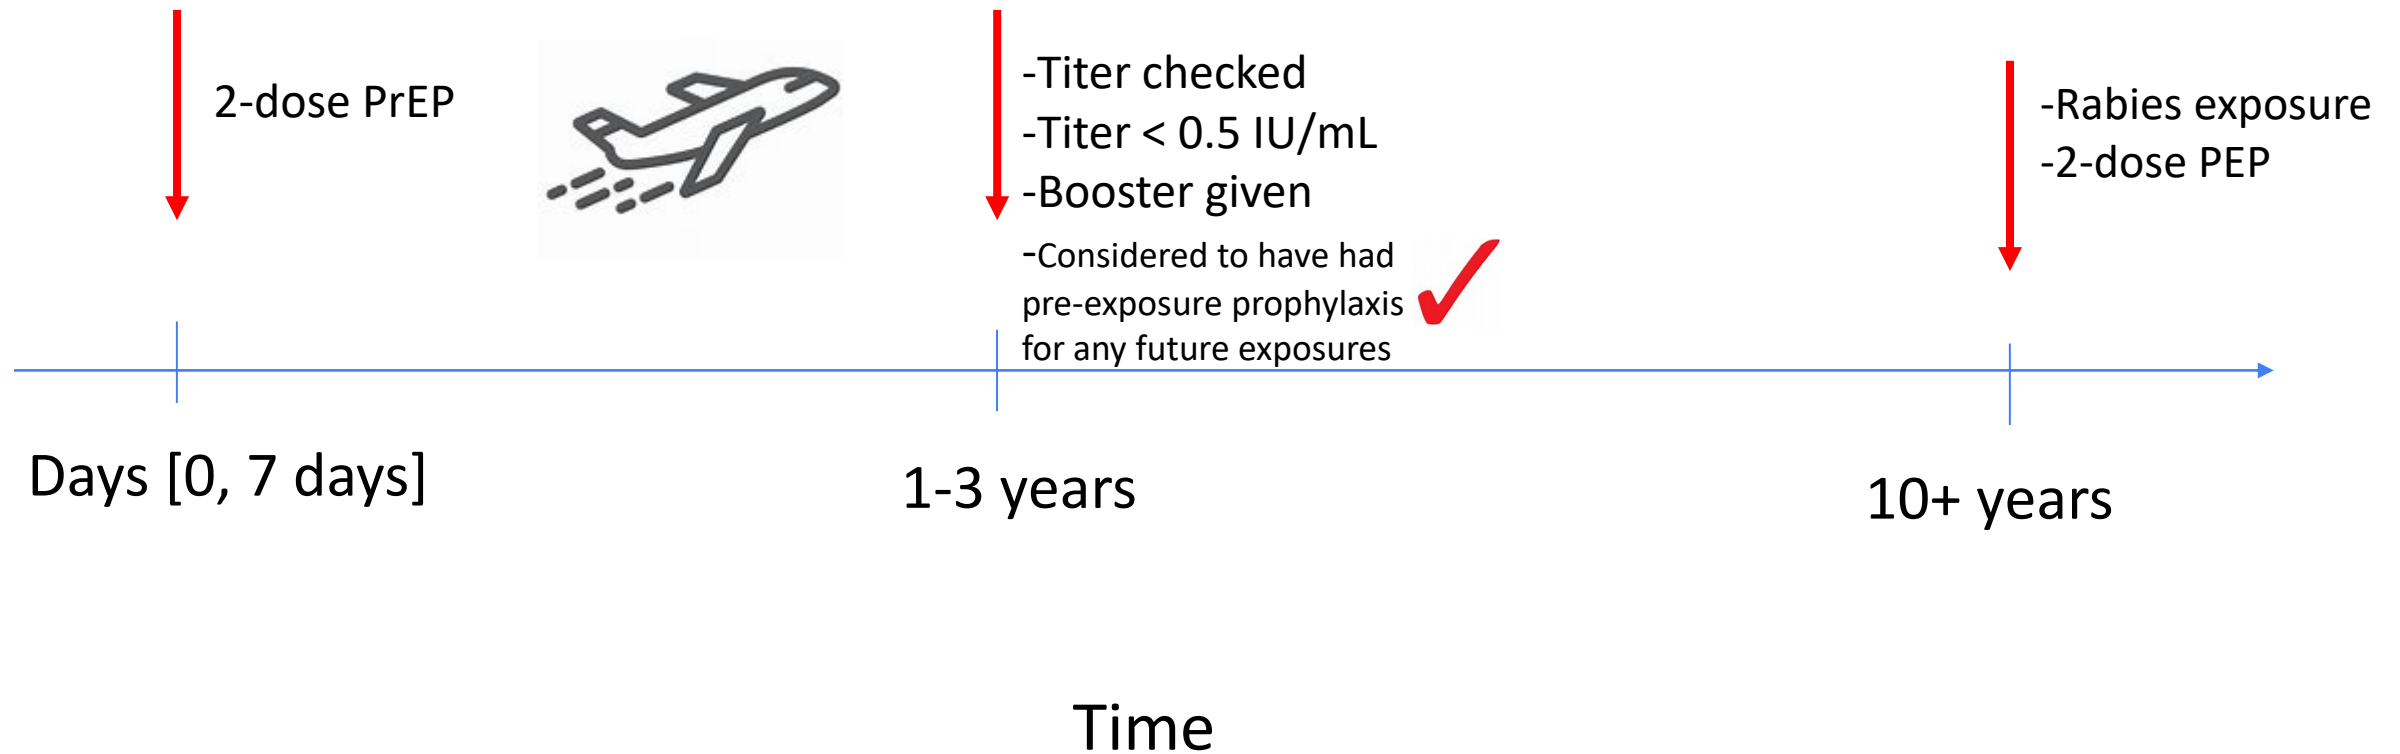 2-dose PrEP
-Titer checked
-Titer < 0.5 IU/mL
-Booster given
-Considered to have had
pre-exposure prophylaxis
for any future exposures
-Rabies exposure
-2-dose PEP
Days [0, 7 days]
1-3 years
10+ years
Time